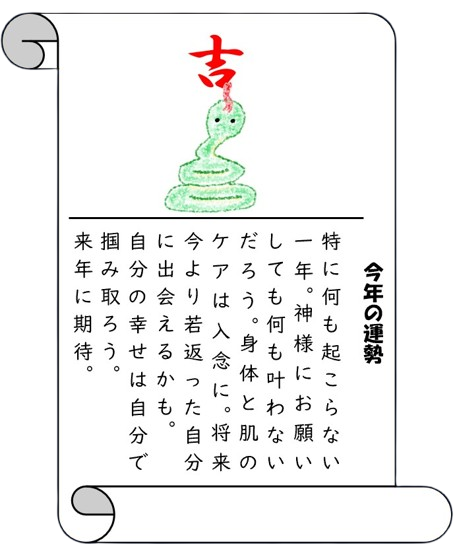 吉
今年の運勢
特に何も起こらない
一年。神様にお願い
しても何も叶わない
だろう。身体と肌の
ケアは入念に。将来
今より若返った自分
に出会えるかも。
自分の幸せは自分で
掴み取ろう。
来年に期待。